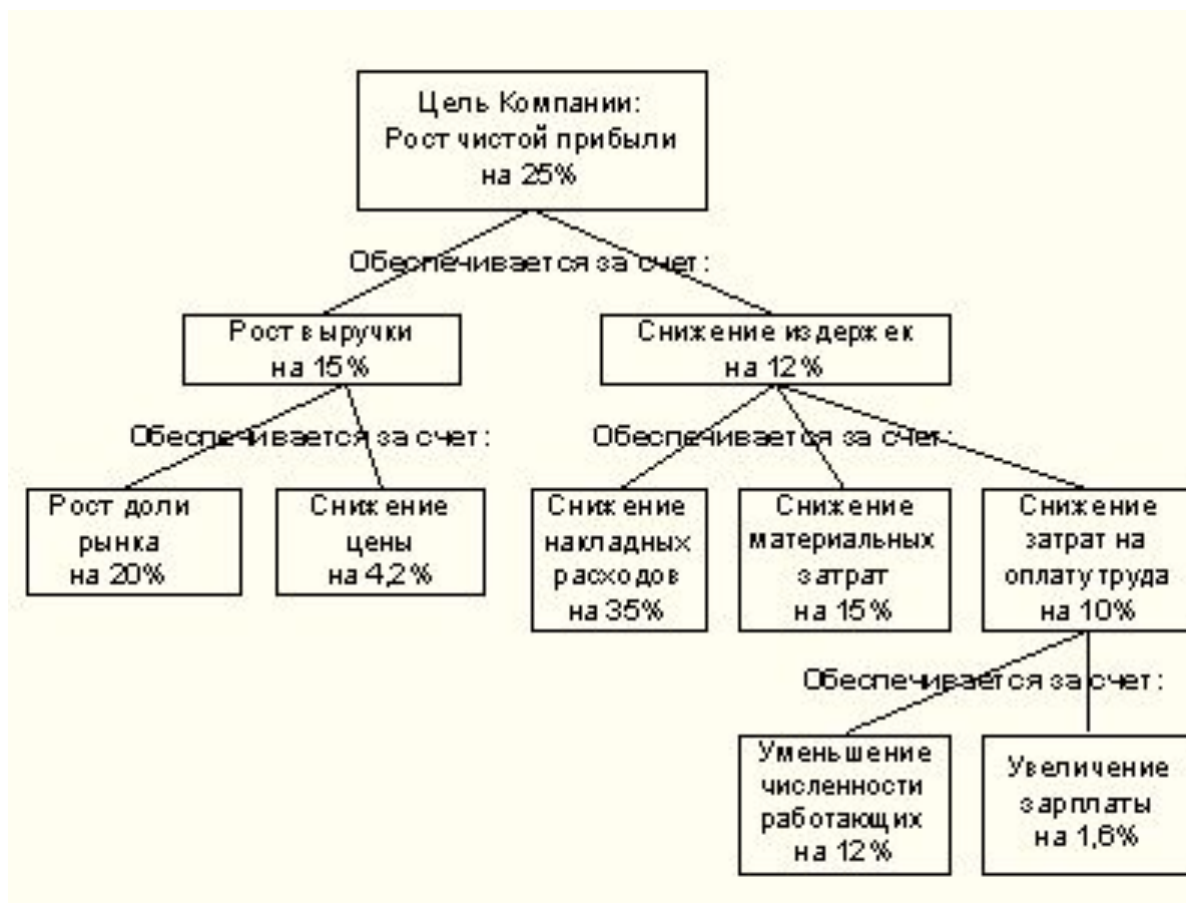 Цель Компании:
Рост чистой прибыли
на 25%
Обеспечивается за счет:
Рост выручки
на 15%
Снижение издержек
на 12%
Обеспечивается за счет:
Обеспечивается за счет:
Рост доли
рынка
на 20%
Снижение
цены
на 4,2%
Снижение
накладных
расходов
на 35%
Снижение
материальных
затрат
на 15%
Снижение
затрат на
оплату труда
на 10%
Обеспечивается за счет:
Уменьшение
численности
работающих
на 12%
Увеличение
зарплаты
на 1,6%